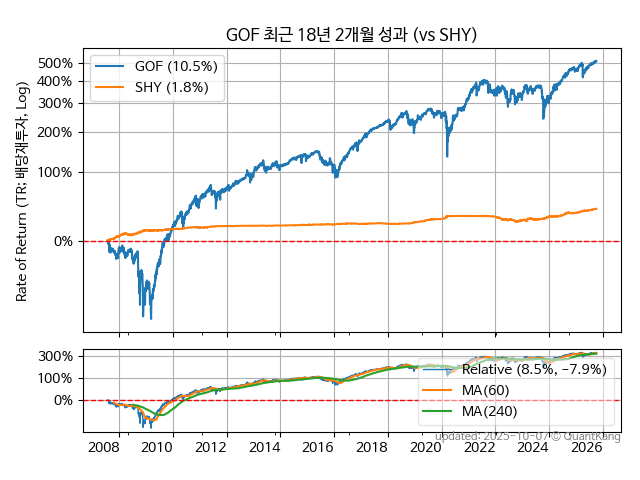 GOF 최근 18년 2개월 성과 (vs SHY)
Rate of Return (TR; 배당재투자, Log)
500%
400%
300%
200%
100%
0%
GOF (10.5%)
SHY (1.8%)
300%
100%
0%
Relative (8.5%, -7.9%)
MA(60)
MA(240)
updated: 2025-10-07 © QuantKang
2008 2010 2012 2014 2016 2018 2020 2022 2024 2026